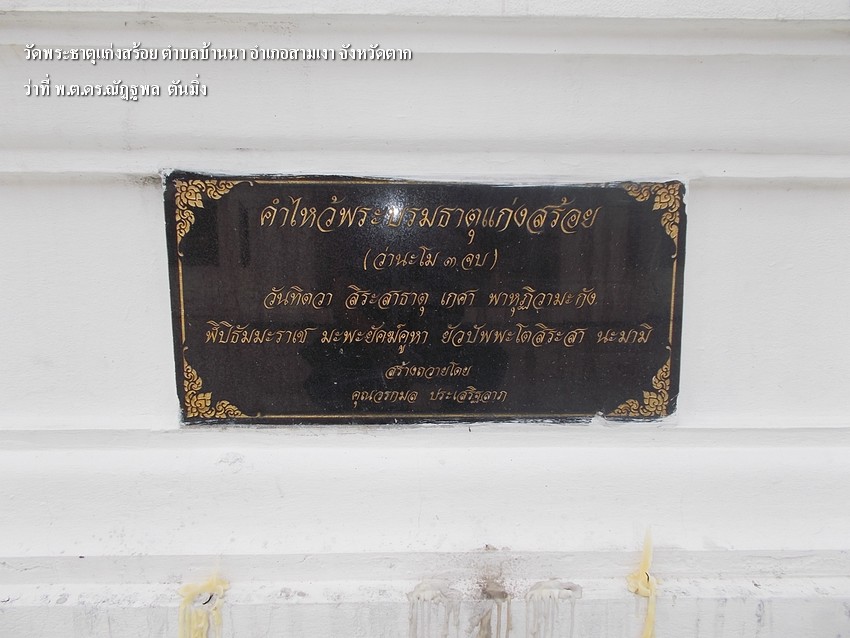 วัดพระธาตุแก่งสร้อย ตำบลบ้านนา อำเภอสามเงา จังหวัดตาก
ว่าที่ พ.ต.ดร.ณัฏฐพล ตันมิ่ง
คำไหว้พระบรมธาตุแก่งสร้อย
(ว่านะโม ๓ จบ)
วันทิตวา สิระสาธาตุ เกศา พาหุฏิวามะกัง
พ๊ปิธัมมะราเช มะพะยัคฆ์คูหา ยัวปัพพะโตสิระสา นะมามิ
สร้างถวายโดย
คุณวรกมล ประเสริฐลาภ